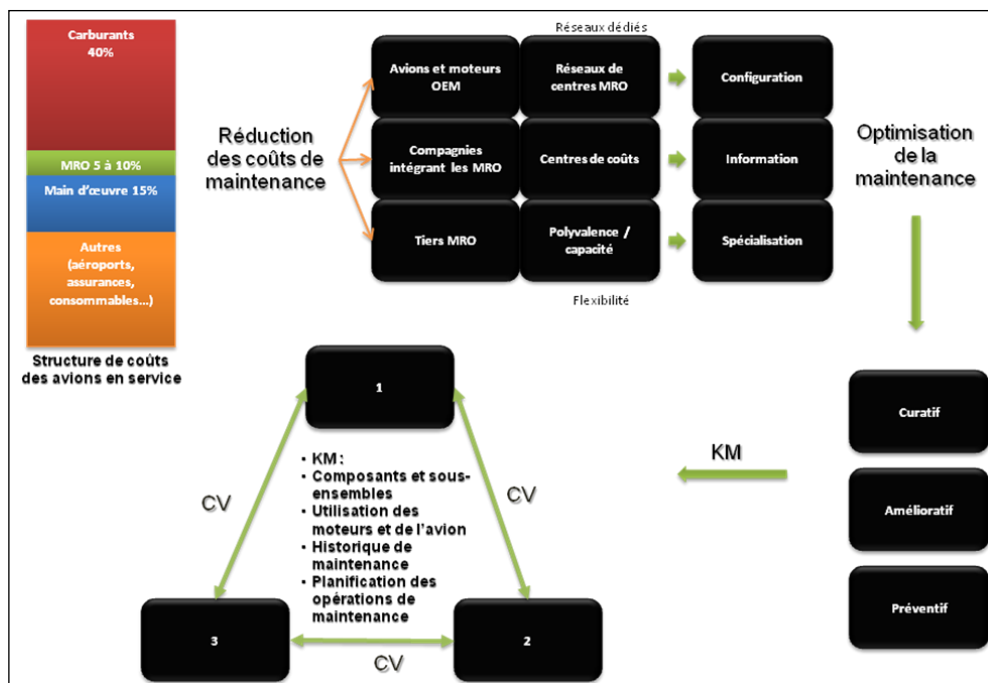 Carburants
40%
MRO 5 à 10%
Main d'œuvre 15%
Autres
(aéroports,
assurances,
consommables...)
Structure de coûts
des avions en service
Réduction
des coûts de
maintenance
Réseaux dédiés
Avions et moteurs
OEM
Réseaux de
centres MRO
Configuration
Compagnies
intégrant les MRO
Centres de coûts
Information
Tiers MRO
Polyvalence /
capacité
Spécialisation
Flexibilité
Optimisation
de la
maintenance
Curatif
Amélioratif
Préventif
KM
1
CV
CV
• KM :
• Composants et sous-
ensembles
• Utilisation des
moteurs et de l'avion
• Historique de
maintenance
• Planification des
opérations de
maintenance
3
2
CV